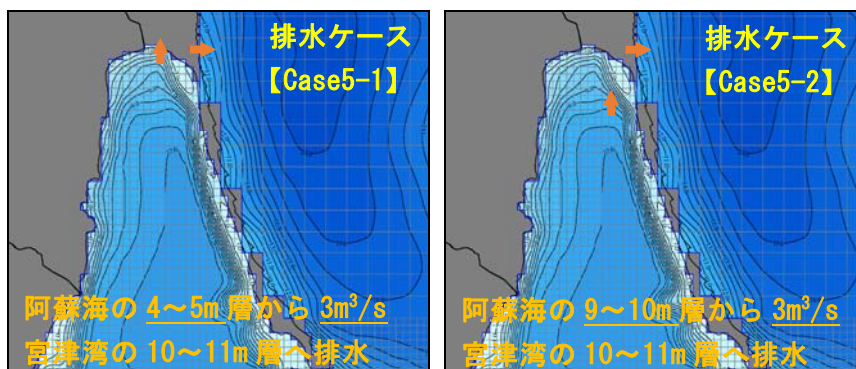 排水ケース
【Case5-1】
阿蘇海の 4～5m 層から 3m³/s
宮津湾の 10～11m 層へ排水
排水ケース
【Case5-2】
阿蘇海の 9～10m 層から 3m³/s
宮津湾の 10～11m 層へ排水